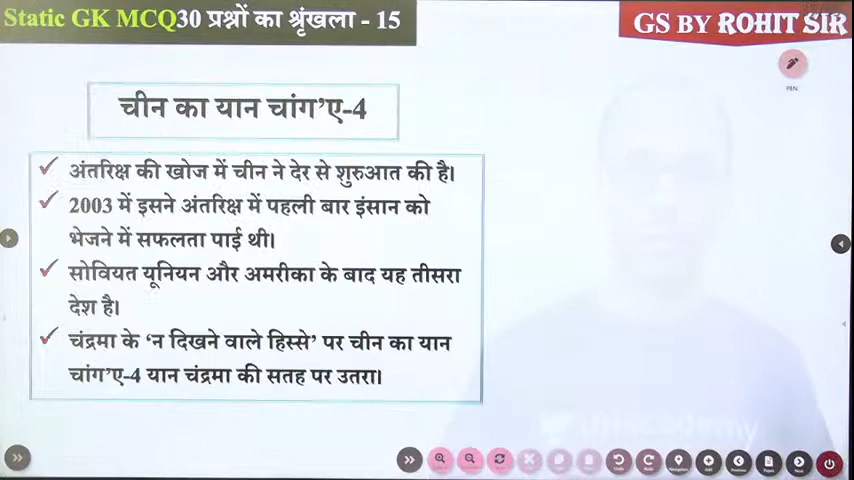 Static GK MCQ30 प्रश्नों का श्रृंखला - 15
GS BY ROHIT SIR
PEN
चीन का यान चांग’ए-4
अंतरिक्ष की खोज में चीन ने देर से शुरुआत की है।
2003 में इसने अंतरिक्ष में पहली बार इंसान को
भेजने में सफलता पाई थी।
सोवियत यूनियन और अमरीका के बाद यह तीसरा
देश है।
चंद्रमा के ‘न दिखने वाले हिस्से’ पर चीन का यान
चांग’ए-4 यान चंद्रमा की सतह पर उतरा।